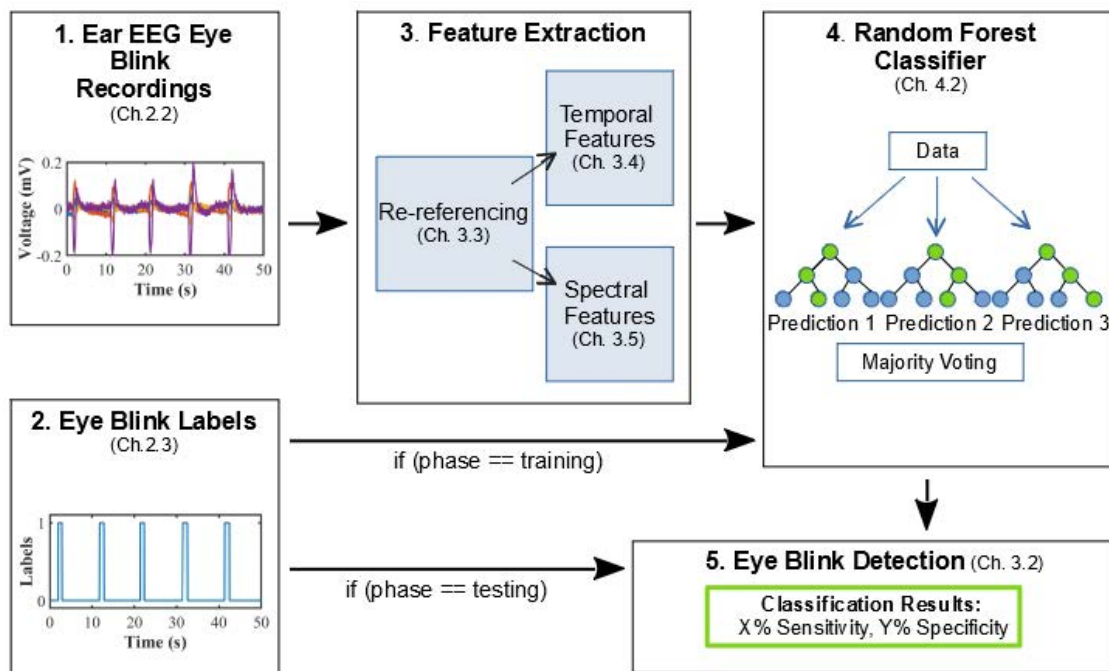 1. Ear EEG Eye
Blink
Recordings
(Ch.2.2)
Voltage (mV)
0.2
0
-0.2
0 10 20 30 40 50
Time (s)
3. Feature Extraction
Re-referencing
(Ch. 3.3)
Temporal
Features
(Ch. 3.4)
Spectral
Features
(Ch. 3.5)
4. Random Forest
Classifier
(Ch. 4.2)
Data
Prediction 1 Prediction 2 Prediction 3
Majority Voting
2. Eye Blink Labels
(Ch.2.3)
Labels
1
0
0 10 20 30 40 50
Time (s)
if (phase == training)
if (phase == testing)
5. Eye Blink Detection (Ch. 3.2)
Classification Results:
X% Sensitivity, Y% Specificity